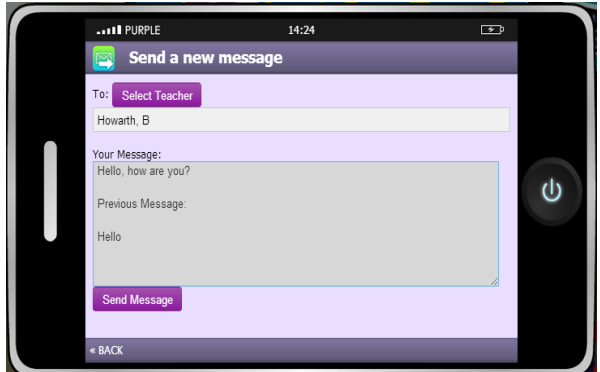 PURPLE 14:24
Send a new message
To: Select Teacher
Howarth, B
Your Message:
Hello, how are you?
Previous Message:
Hello
Send Message
« BACK